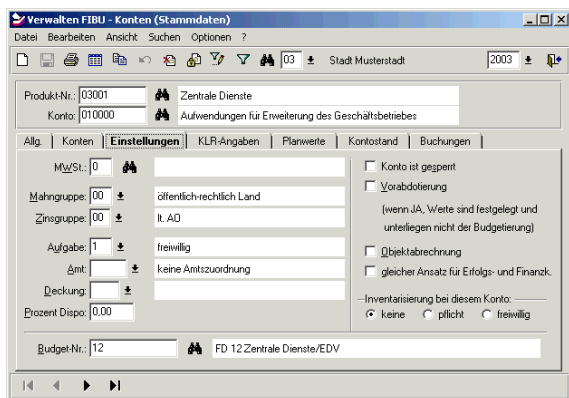 Verwalten FIBU - Konten (Stammdaten)
Datei Bearbeiten Ansicht Suchen Optionen ?
03 Stadt Musterstadt 2003
Produkt-Nr.: 03001 Zentrale Dienste
Konto: 010000 Aufwendungen für Erweiterung des Geschäftsbetriebes
Allg. Konten Einstellungen KLR-Angaben Planwerte Kontostand Buchungen
MWSt.: 0
Mahngruppe: 00 öffentlich-rechtlich Land
Zinsgruppe: 00 lt. AO
Aufgabe: 1 freiwillig
Amt: keine Amtszuordnung
Deckung:
Prozent Dispo: 0,00
Konto ist gesperrt
Vorabdotierung
(wenn JA, Werte sind festgelegt und
unterliegen nicht der Budgetierung)
Objektabrechnung
gleicher Ansatz für Erfolgs- und Finanzk.
Inventarisierung bei diesem Konto:
keine pflicht freiwillig
Budget-Nr.: 12 FD 12 Zentrale Dienste/EDV